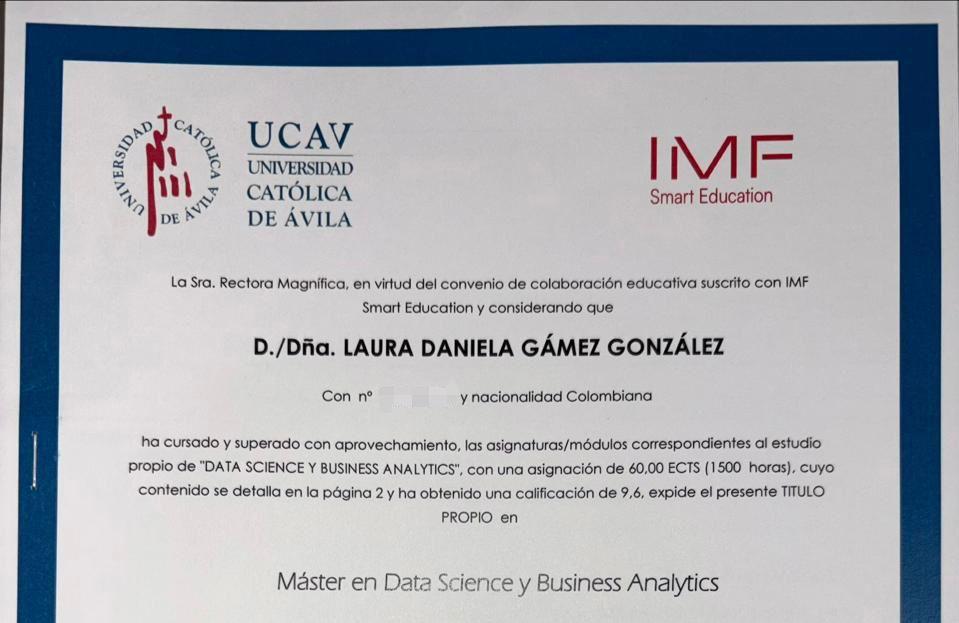 UNIVERSIDAD CATÓLICA DE ÁVILA
UCAV
UNIVERSIDAD
CATÓLICA
DE ÁVILA
IMF
Smart Education
La Sra. Rectora Magnífica, en virtud del convenio de colaboración educativa suscrito con IMF
Smart Education y considerando que
D./Dña. LAURA DANIELA GÁMEZ GONZÁLEZ
Con nº y nacionalidad Colombiana
ha cursado y superado con aprovechamiento, las asignaturas/módulos correspondientes al estudio
propio de "DATA SCIENCE Y BUSINESS ANALYTICS", con una asignación de 60,00 ECTS (1500 horas), cuyo
contenido se detalla en la página 2 y ha obtenido una calificación de 9,6, expide el presente TITULO
PROPIO en
Máster en Data Science y Business Analytics